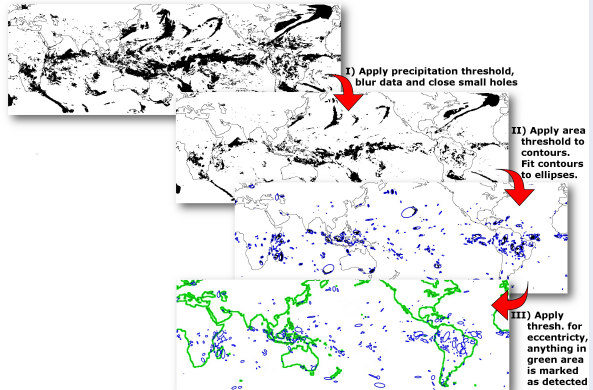 I) Apply precipitation threshold,
blur data and close small holes
II) Apply area
threshold to
contours.
Fit contours
to ellipses.
III) Apply
thresh. for
eccentricty,
anything in
green area
is marked
as detected